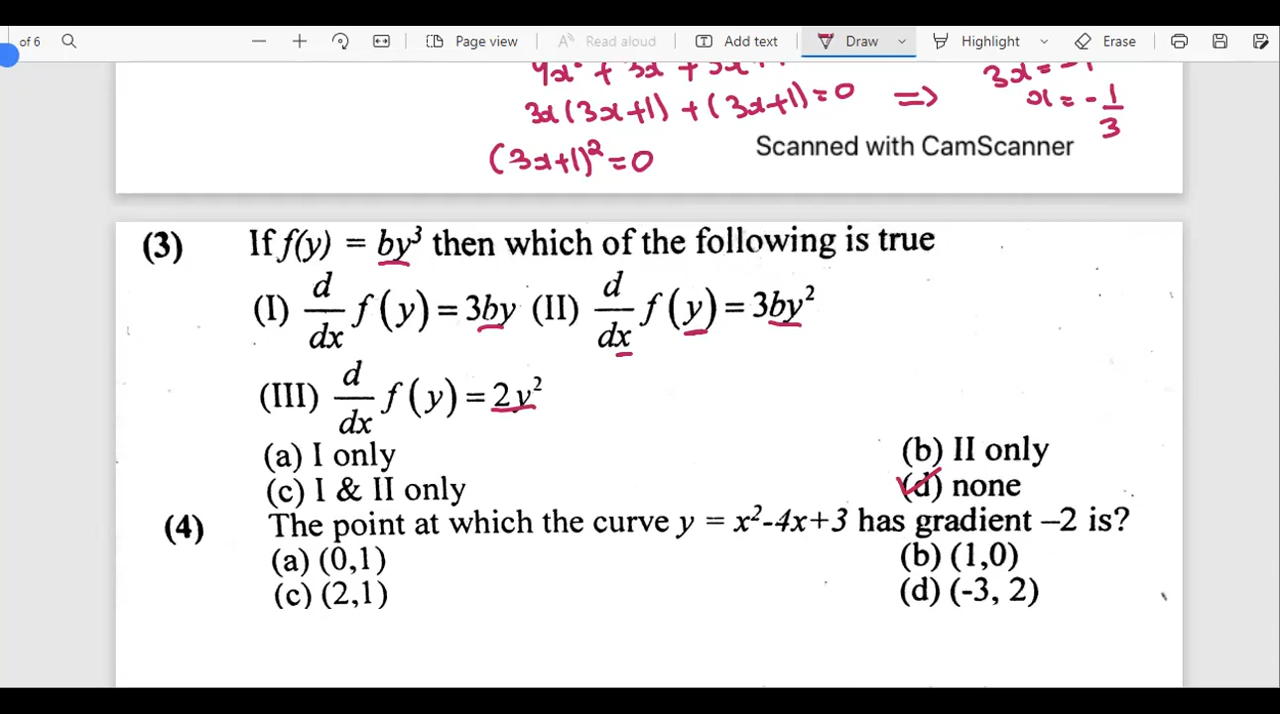 of 6 Page view Read aloud Add text Draw Highlight Erase
3x(3x+1) + (3x+1) = 0 => x = -1/3
(3x+1)² = 0
Scanned with CamScanner
(3) If f(y) = by³ then which of the following is true
(I) d/dx f(y) = 3by (II) d/dx f(y) = 3by²
(III) d/dx f(y) = 2y²
(a) I only (b) II only
(c) I & II only (d) none
(4) The point at which the curve y = x²-4x+3 has gradient –2 is?
(a) (0,1) (b) (1,0)
(c) (2,1) (d) (-3, 2)